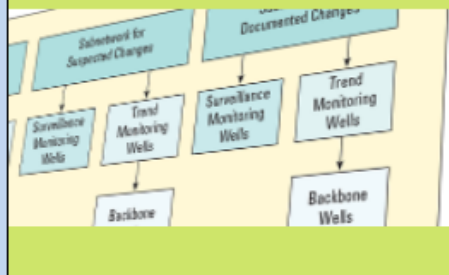 Documented Changes
Subnetwork for
Suspected Changes
Surveillance
Monitoring
Wells
Trend
Monitoring
Wells
Surveillance
Monitoring
Wells
Trend
Monitoring
Wells
Backbone
Backbone
Wells